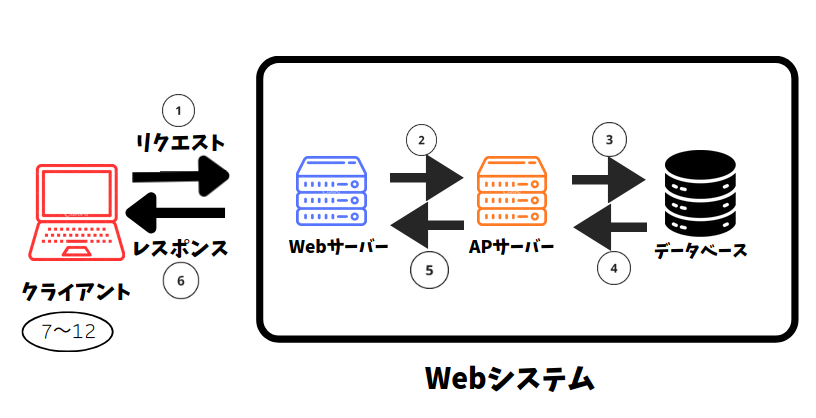 1
リクエスト
レスポンス
6
クライアント
7〜12
2
3
Webサーバー
APサーバー
データベース
5
4
Webシステム